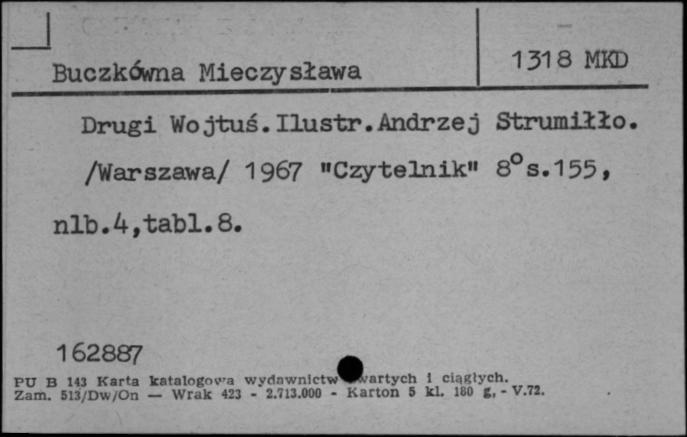 Buczkówna Mieczysława
1318 MKD
Drugi Wojtuś.Ilustr.Andrzej Strumiłło.
/Warszawa/ 1967 "Czytelnik" 8°s.155,
nlb.4,tabl.8.
162887
PU B 143 Karta katalogowa wydawnictw wartych i ciągłych.
Zam. 513/Dw/On — Wrak 423 - 2.713.000 - Karton 5 kl. 180 g. - V.72.